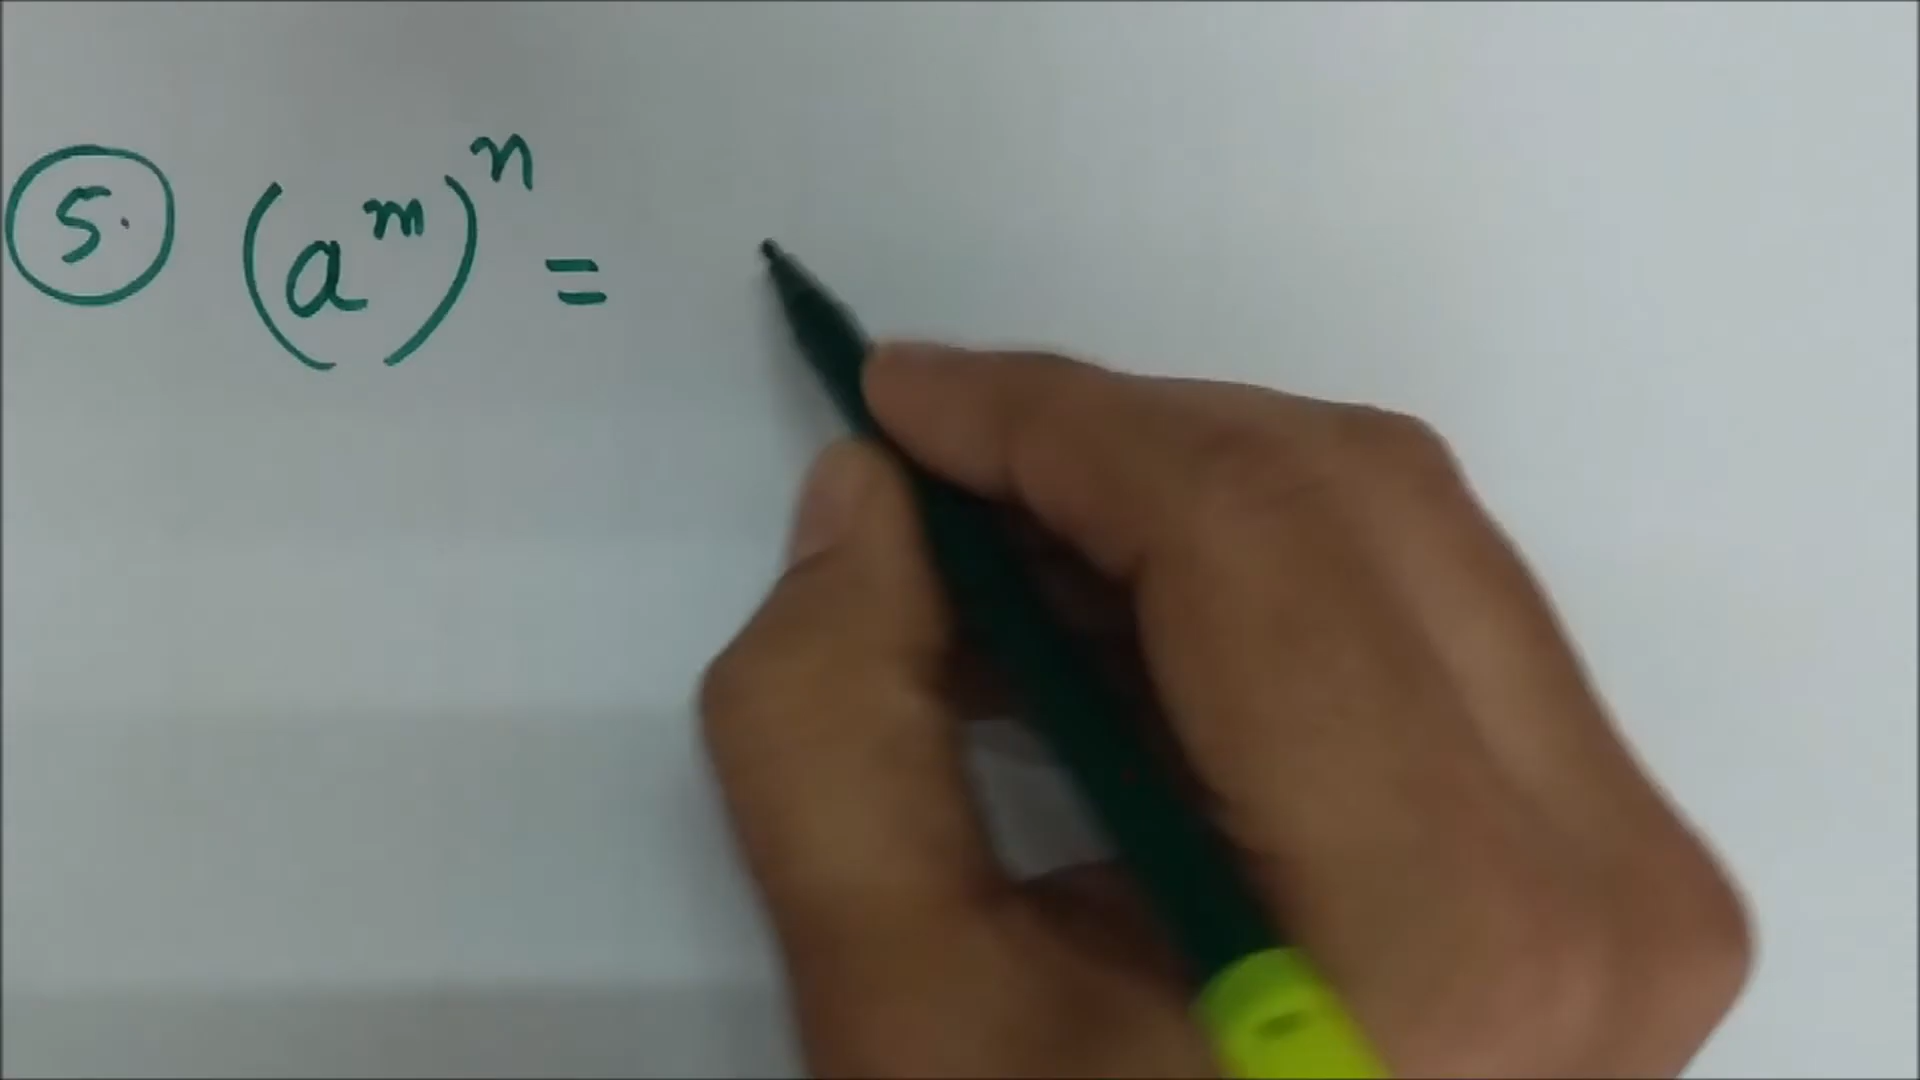 5. (a^m)^n =